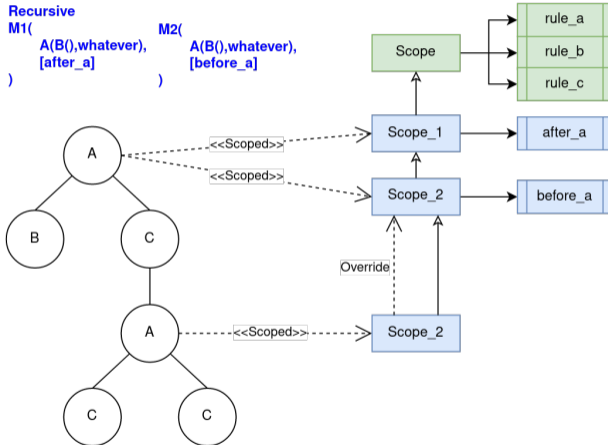 Recursive
M1(
A(B(),whatever),
[after_a]
)
M2(
A(B(),whatever),
[before_a]
)
Scope
rule_a
rule_b
rule_c
A
<<Scoped>>
<<Scoped>>
Scope_1
after_a
Scope_2
before_a
B
C
Override
A
<<Scoped>>
Scope_2
C
C